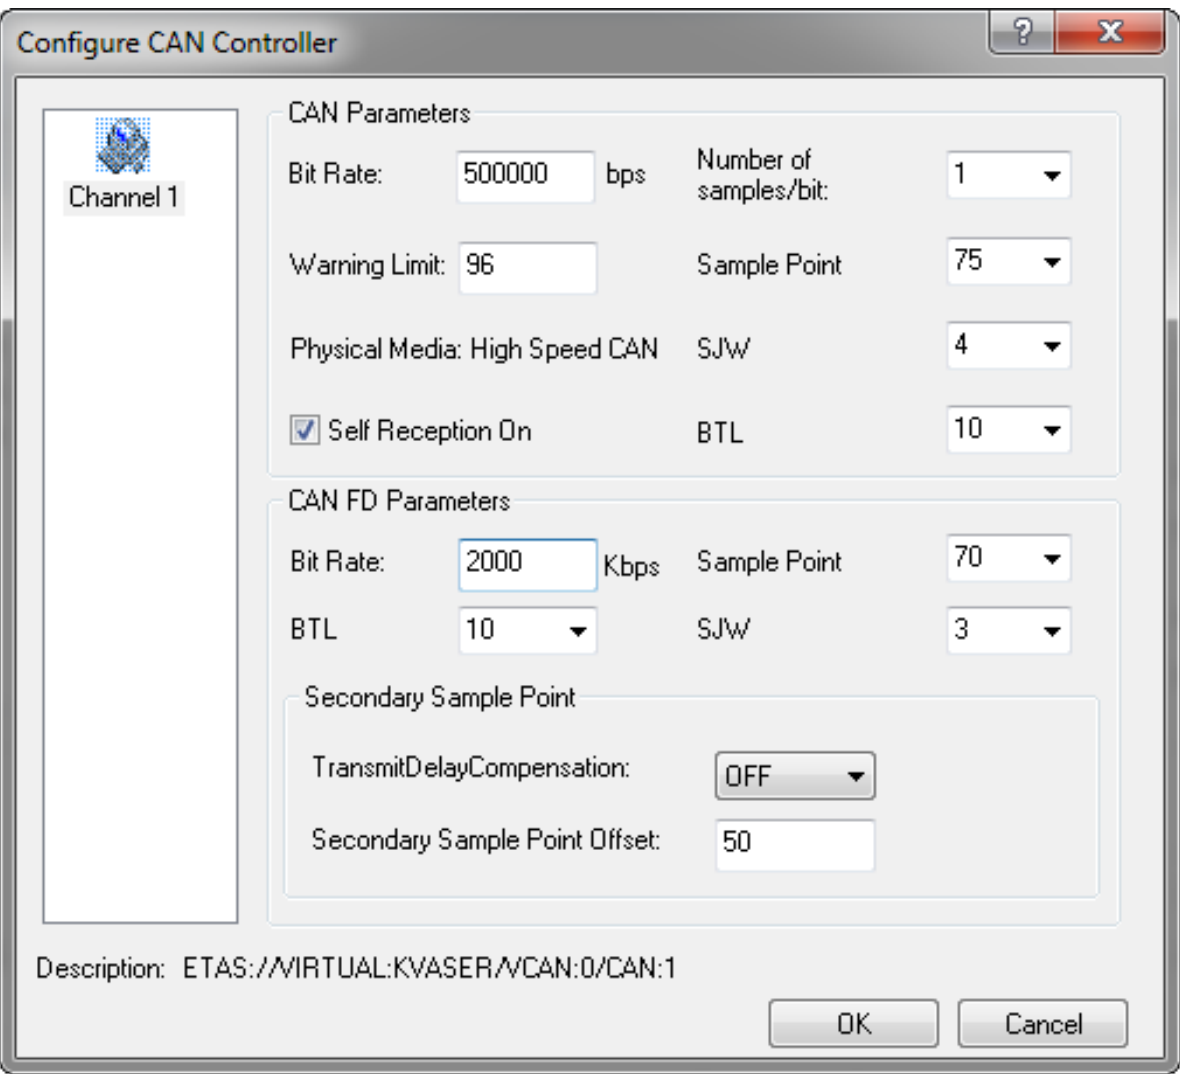 Configure CAN Controller
?
X
Channel 1
CAN Parameters
Bit Rate: 500000 bps
Number of
samples/bit: 1
Warning Limit: 96
Sample Point 75
Physical Media: High Speed CAN
SJW 4
Self Reception On
BTL 10
CAN FD Parameters
Bit Rate: 2000 Kbps
Sample Point 70
BTL 10
SJW 3
Secondary Sample Point
TransmitDelayCompensation: OFF
Secondary Sample Point Offset: 50
Description: ETAS://VIRTUAL:KVASER/VCAN:0/CAN:1
OK
Cancel